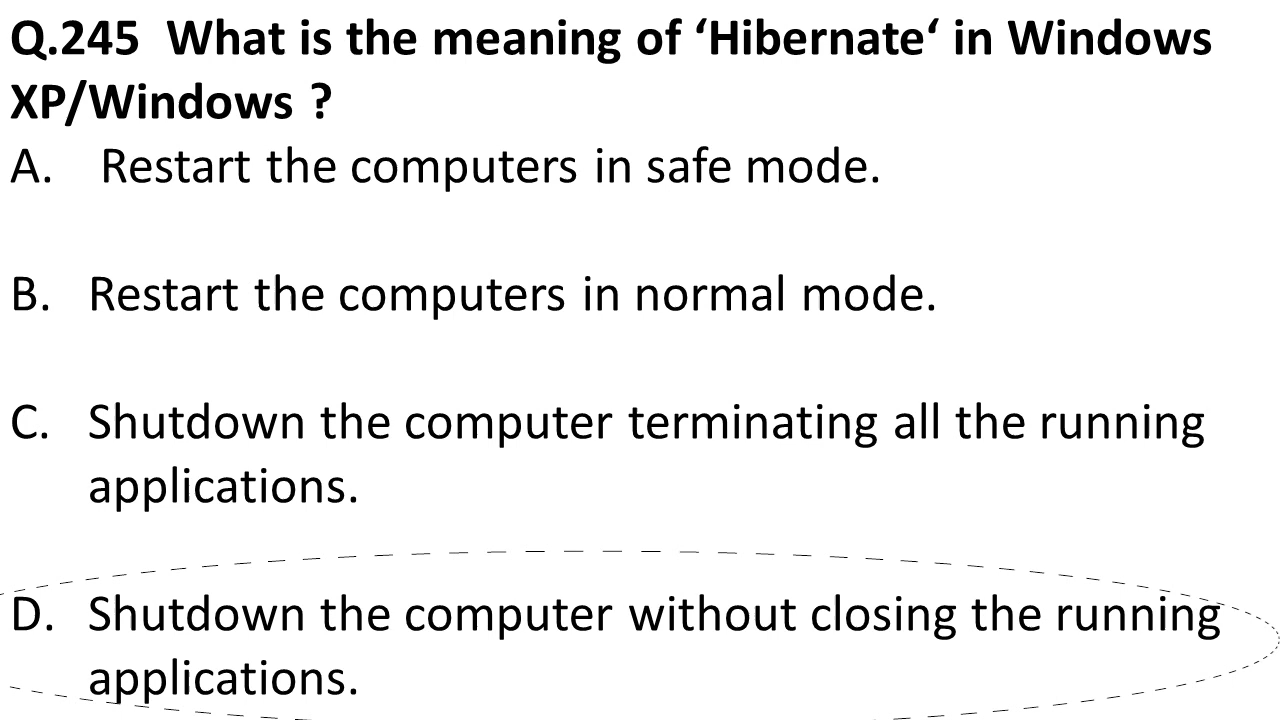 Q.245 What is the meaning of ‘Hibernate‘ in Windows
XP/Windows ?
A. Restart the computers in safe mode.
B. Restart the computers in normal mode.
C. Shutdown the computer terminating all the running
applications.
D. Shutdown the computer without closing the running
applications.